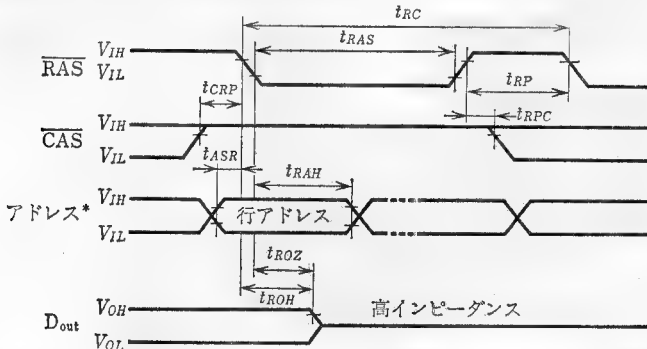 tRC
VIH
tRAS
RAS
VIL
tCRP
tRP
tRPC
VIH
CAS
VIL
tASR
tRAH
VIH
アドレス*
行アドレス
VIL
tROZ
tROH
高インピーダンス
VOH
Dout
VOL